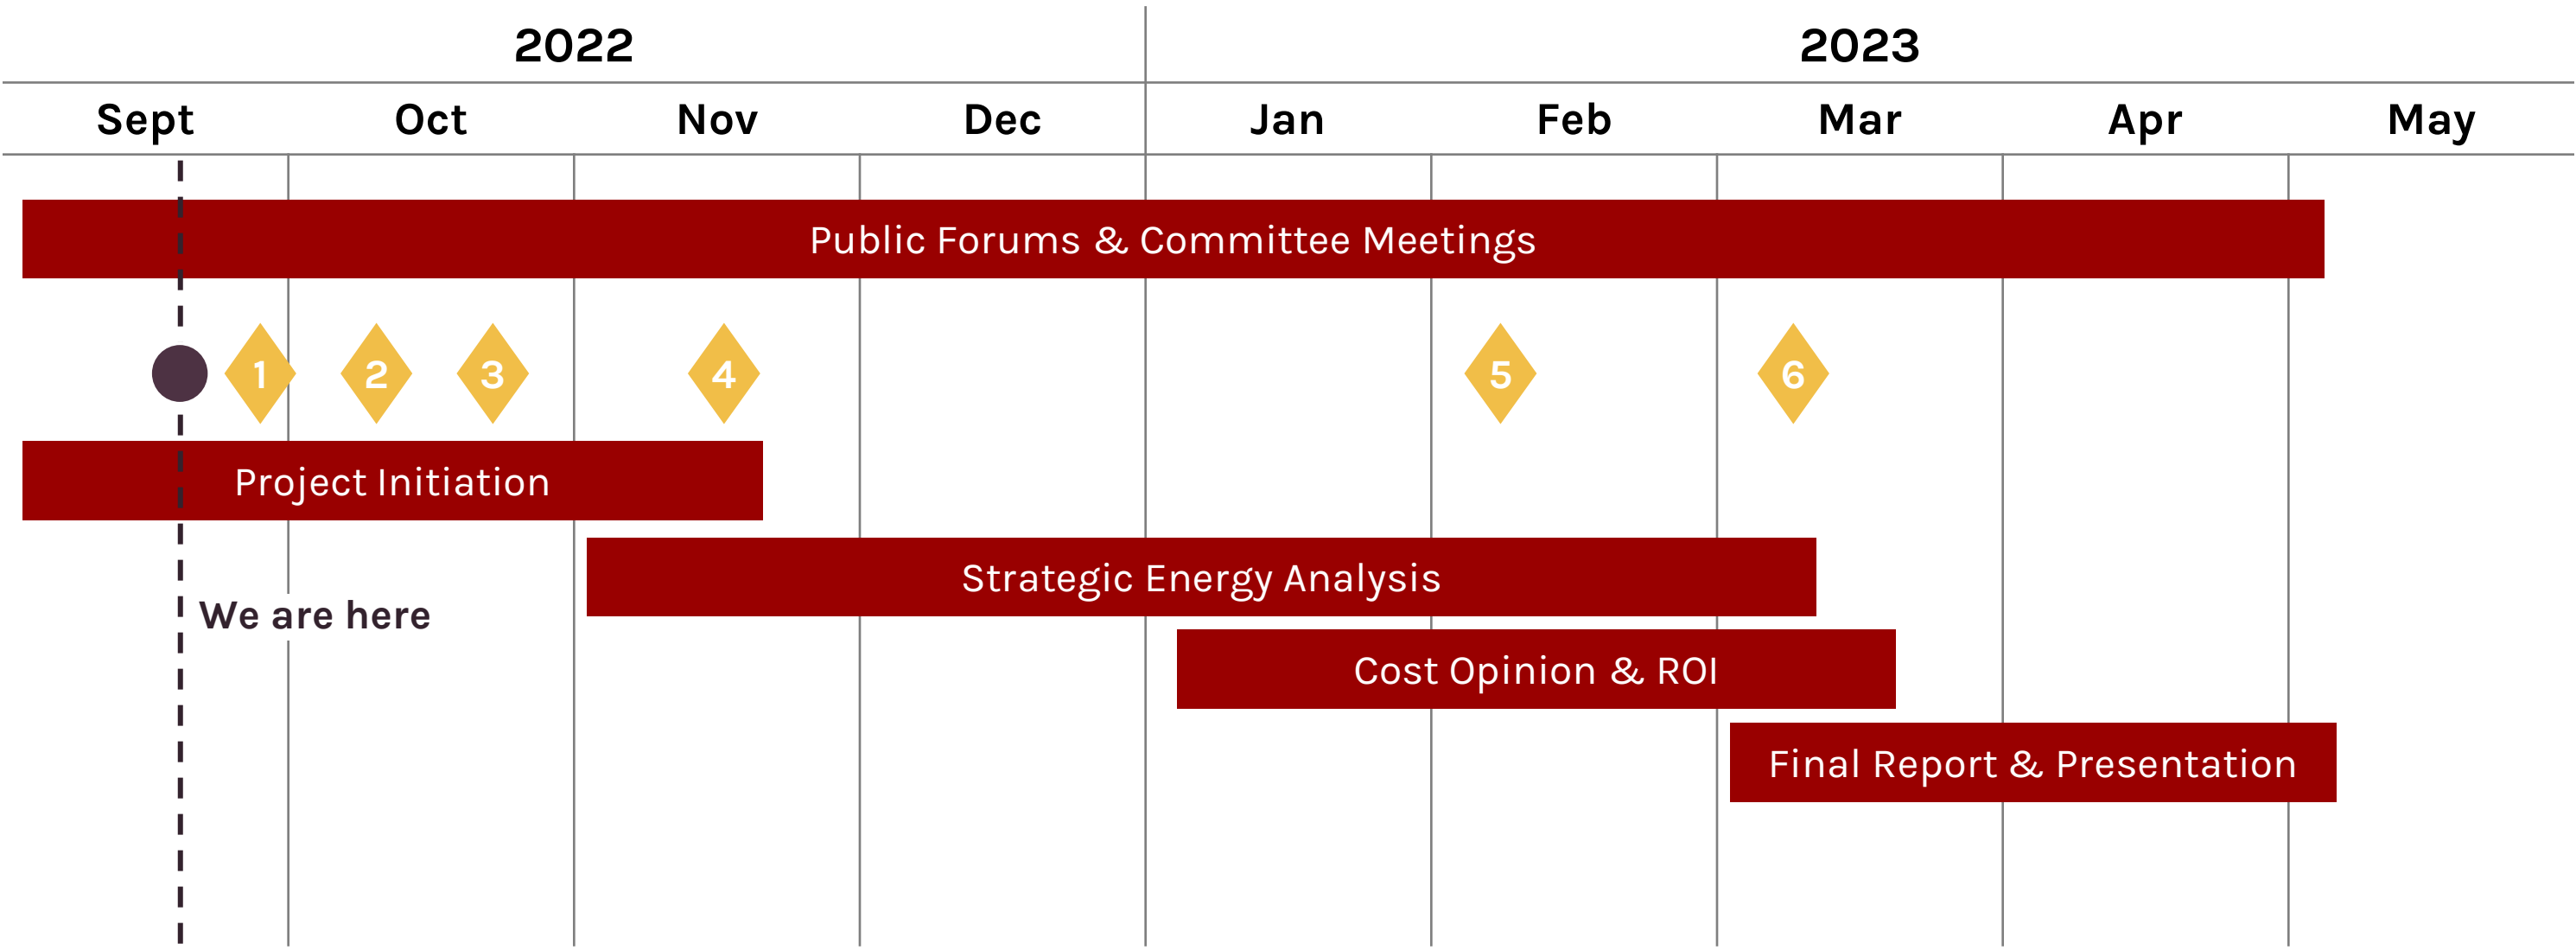 2022 2023
Sept Oct Nov Dec Jan Feb Mar Apr May
Public Forums & Committee Meetings
1 2 3 4 5 6
Project Initiation
Strategic Energy Analysis
We are here
Cost Opinion & ROI
Final Report & Presentation